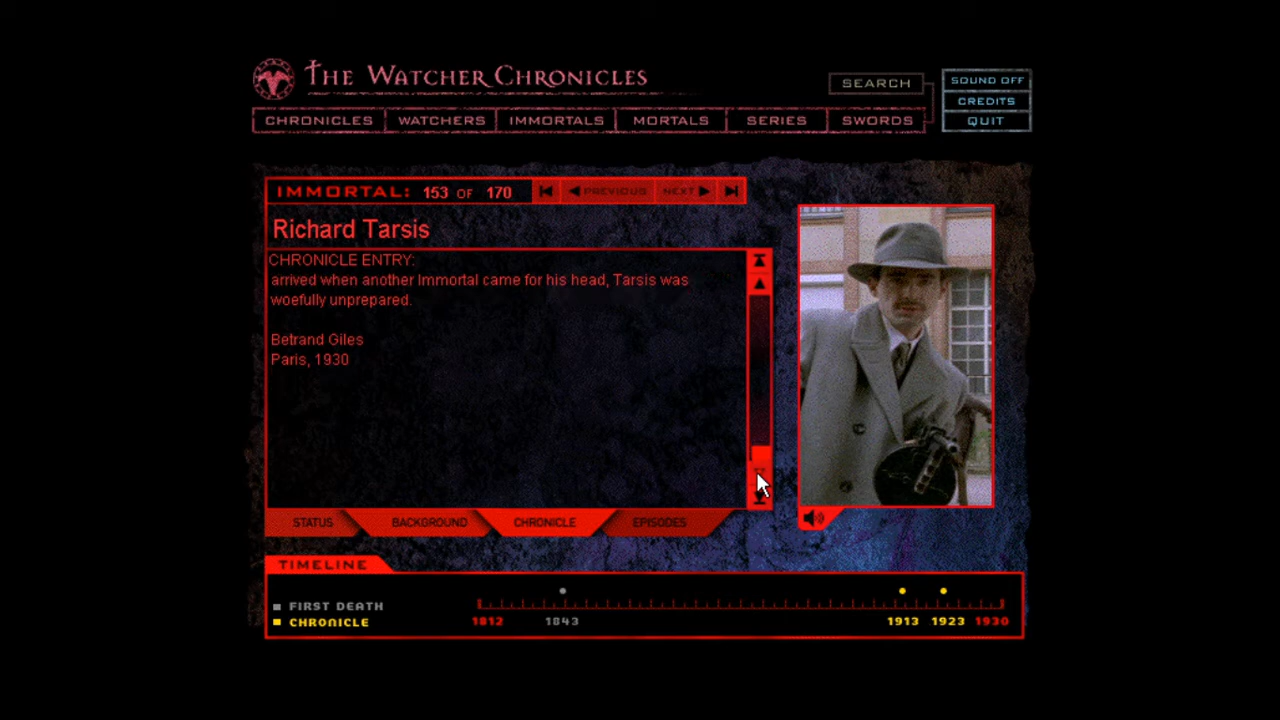 THE WATCHER CHRONICLES
SEARCH
SOUND OFF
CREDITS
QUIT
CHRONICLES WATCHERS IMMORTALS MORTALS SERIES SWORDS
IMMORTAL: 153 OF 170 PREVIOUS NEXT
Richard Tarsis
CHRONICLE ENTRY:
arrived when another Immortal came for his head, Tarsis was
woefully unprepared.
Betrand Giles
Paris, 1930
STATUS BACKGROUND CHRONICLE EPISODES
TIMELINE
FIRST DEATH
CHRONICLE
1812 1843 1913 1923 1930